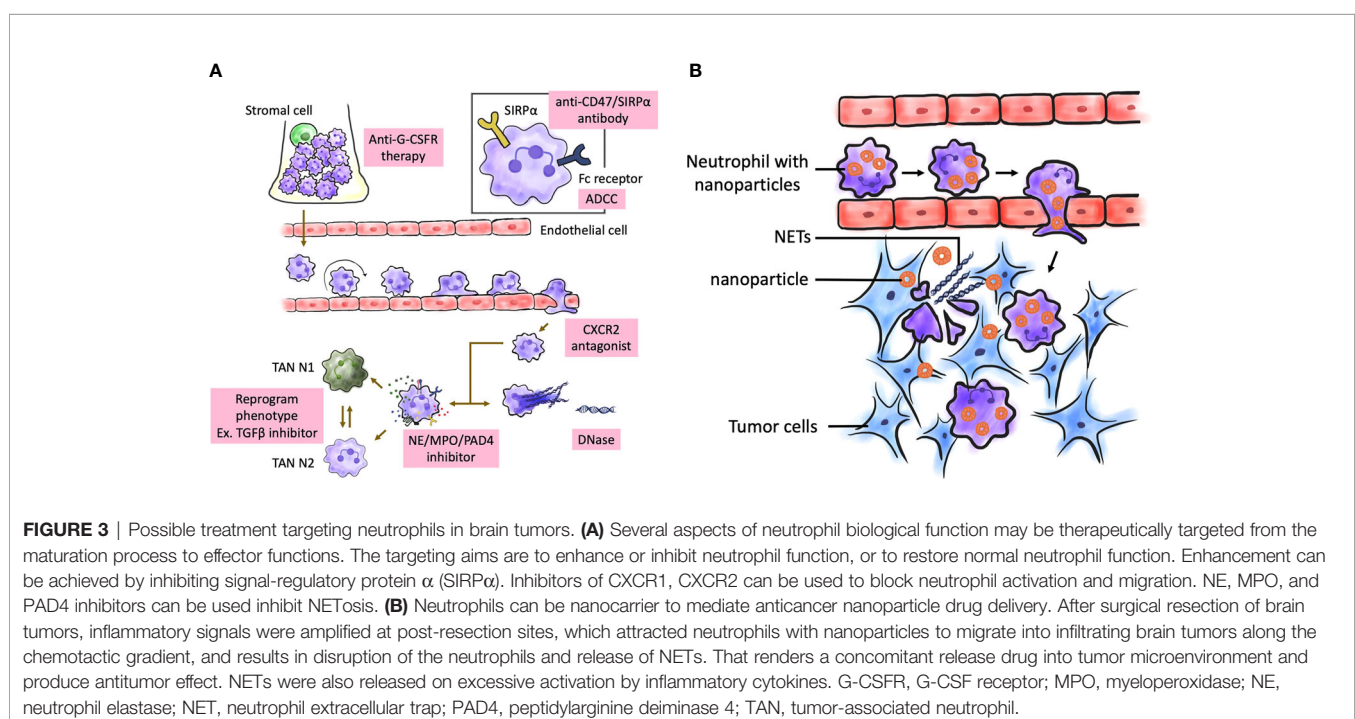 A
Stromal cell
Anti-G-CSFR
therapy
SIRPα
anti-CD47/SIRPα
antibody
Fc receptor
ADCC
Endothelial cell
CXCR2
antagonist
TAN N1
Reprogram
phenotype
Ex. TGFβ inhibitor
TAN N2
NE/MPO/PAD4
inhibitor
DNase
B
Neutrophil with
nanoparticles
NETs
nanoparticle
Tumor cells
FIGURE 3 | Possible treatment targeting neutrophils in brain tumors. (A) Several aspects of neutrophil biological function may be therapeutically targeted from the
maturation process to effector functions. The targeting aims are to enhance or inhibit neutrophil function, or to restore normal neutrophil function. Enhancement can
be achieved by inhibiting signal-regulatory protein α (SIRPα). Inhibitors of CXCR1, CXCR2 can be used to block neutrophil activation and migration. NE, MPO, and
PAD4 inhibitors can be used inhibit NETosis. (B) Neutrophils can be nanocarrier to mediate anticancer nanoparticle drug delivery. After surgical resection of brain
tumors, inflammatory signals were amplified at post-resection sites, which attracted neutrophils with nanoparticles to migrate into infiltrating brain tumors along the
chemotactic gradient, and results in disruption of the neutrophils and release of NETs. That renders a concomitant release drug into tumor microenvironment and
produce antitumor effect. NETs were also released on excessive activation by inflammatory cytokines. G-CSFR, G-CSF receptor; MPO, myeloperoxidase; NE,
neutrophil elastase; NET, neutrophil extracellular trap; PAD4, peptidylarginine deiminase 4; TAN, tumor-associated neutrophil.